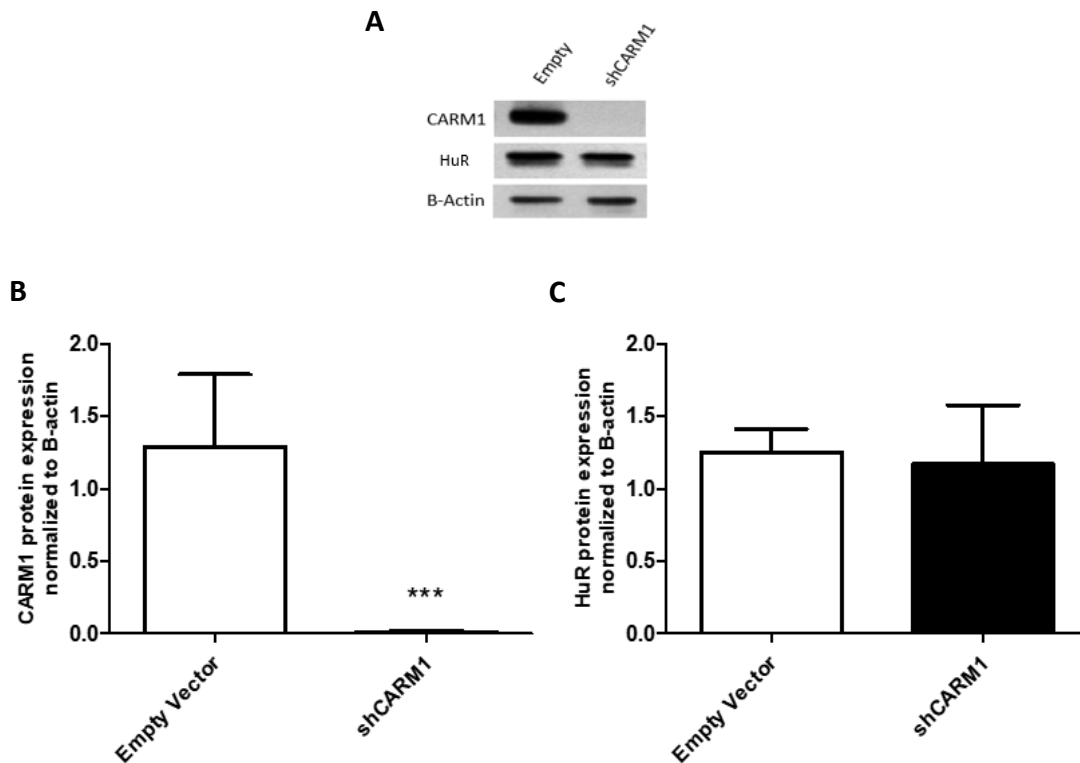 A
Empty
shCARM1
CARM1
HuR
B-Actin
B
CARM1 protein expression
normalized to B-actin
2.0
1.5
1.0
0.5
0.0
***
Empty Vector
shCARM1
C
HuR protein expression
normalized to B-actin
2.0
1.5
1.0
0.5
0.0
Empty Vector
shCARM1